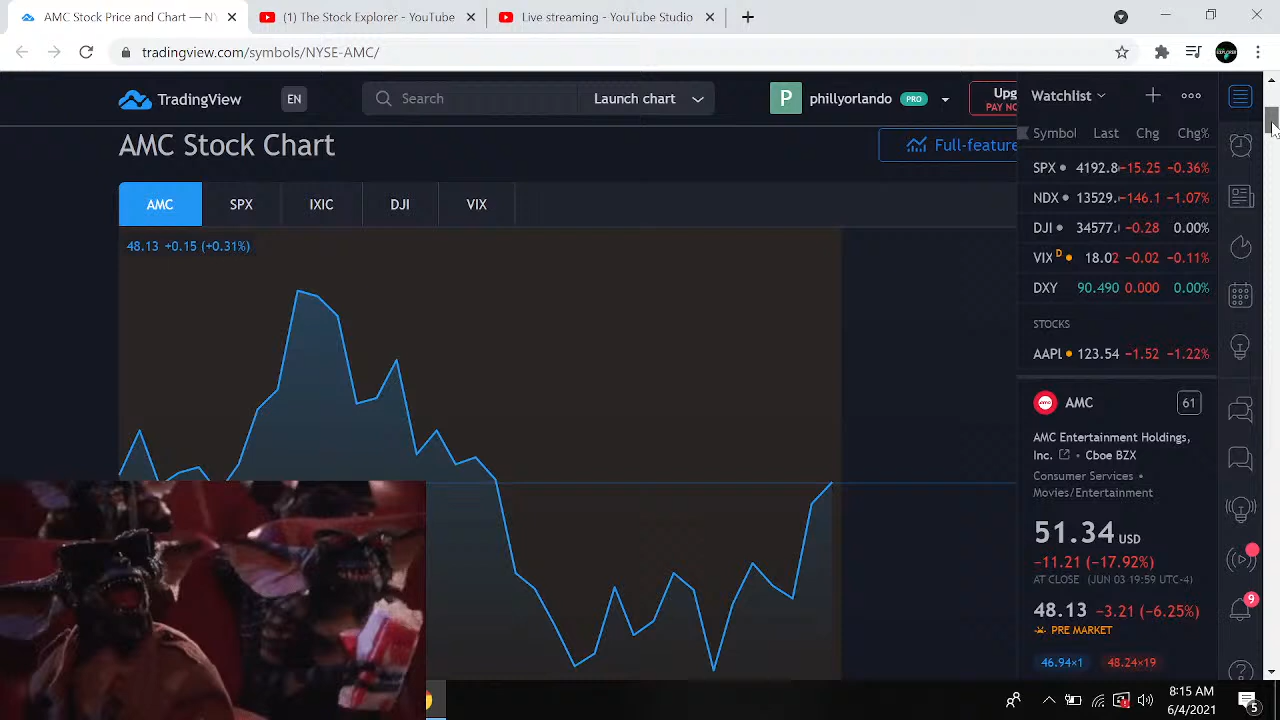 AMC Stock Price and Chart — NY
(1) The Stock Explorer - YouTube
Live streaming - YouTube Studio
tradingview.com/symbols/NYSE-AMC/
TradingView
EN
Search
Launch chart
P
phillyorlando
PRO
Upg
PAY NO
AMC Stock Chart
Full-feature
AMC
SPX
IXIC
DJI
VIX
48.13 +0.15 (+0.31%)
Watchlist
Symbol Last Chg Chg%
SPX 4192.8 −15.25 −0.36%
NDX 13529. −146.1 −1.07%
DJI 34577. −0.28 0.00%
VIX D 18.02 −0.02 −0.11%
DXY 90.490 0.000 0.00%
STOCKS
AAPL 123.54 −1.52 −1.22%
AMC
61
AMC Entertainment Holdings,
Inc. • Cboe BZX
Consumer Services •
Movies/Entertainment
51.34 USD
−11.21 (−17.92%)
AT CLOSE (JUN 03 19:59 UTC-4)
48.13 −3.21 (−6.25%)
PRE MARKET
46.94×1
48.24×19
9
8:15 AM
6/4/2021
5